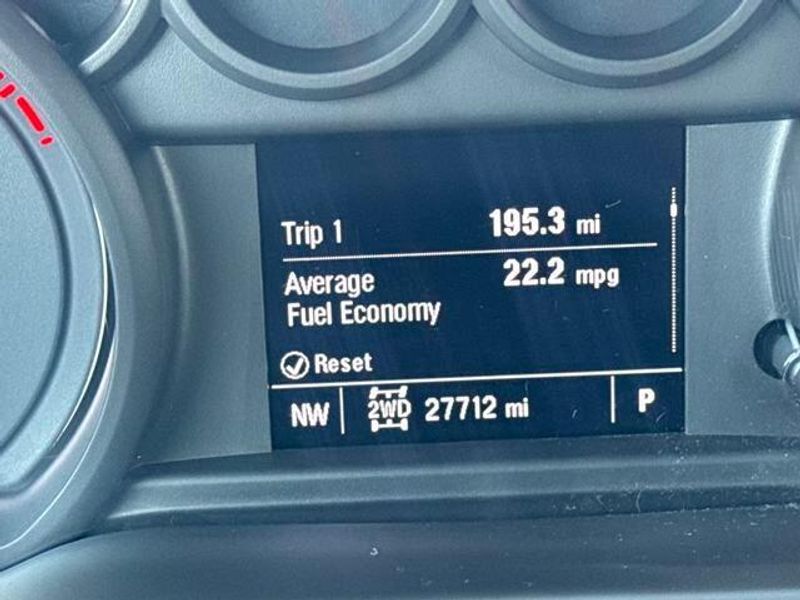 Trip 1 195.3 mi
Average 22.2 mpg
Fuel Economy
Reset
NW 2WD 27712 mi P